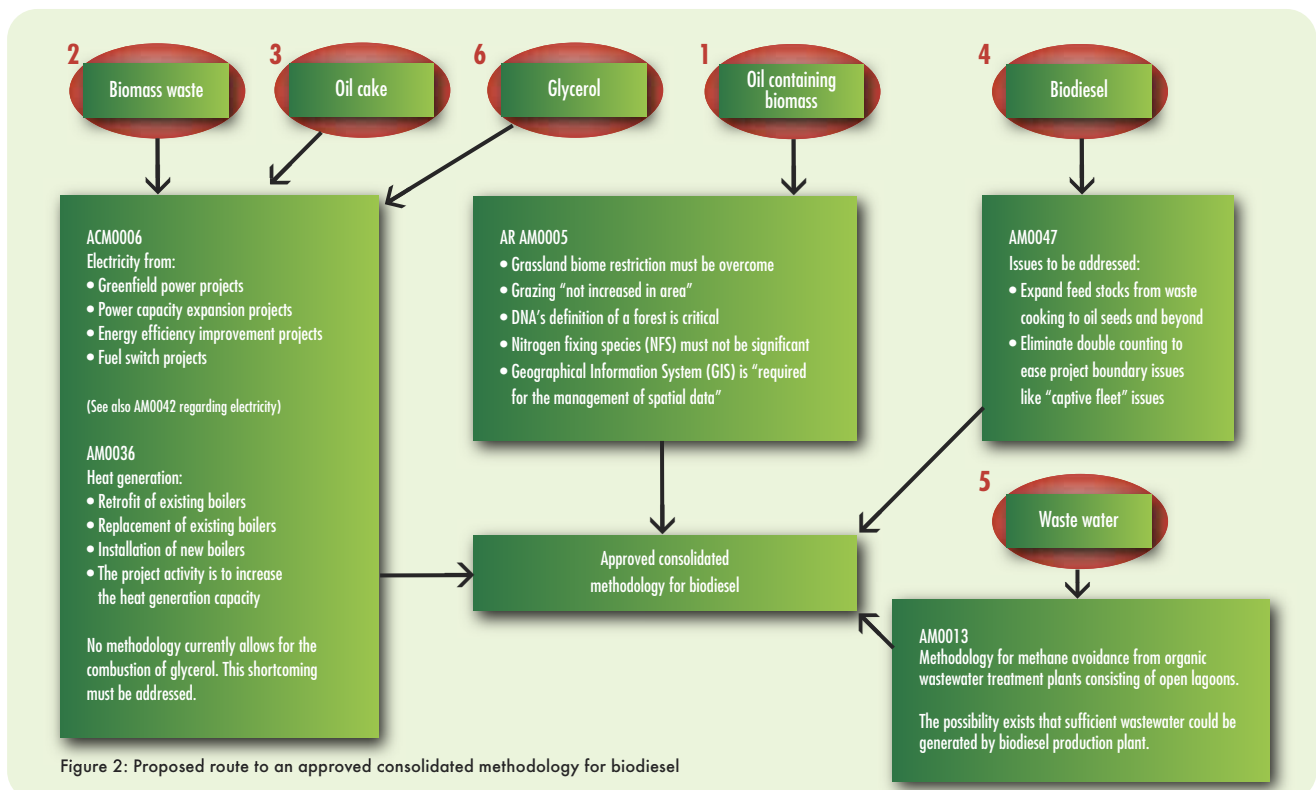 2
Biomass waste
3
Oil cake
6
Glycerol
1
Oil containing
biomass
4
Biodiesel
ACM0006
Electricity from:
• Greenfield power projects
• Power capacity expansion projects
• Energy efficiency improvement projects
• Fuel switch projects
(See also AM0042 regarding electricity)
AM0036
Heat generation:
• Retrofit of existing boilers
• Replacement of existing boilers
• Installation of new boilers
• The project activity is to increase
the heat generation capacity
No methodology currently allows for the
combustion of glycerol. This shortcoming
must be addressed.
AR AM0005
• Grassland biome restriction must be overcome
• Grazing “not increased in area”
• DNA’s definition of a forest is critical
• Nitrogen fixing species (NFS) must not be significant
• Geographical Information System (GIS) is “required
for the management of spatial data”
AM0047
Issues to be addressed:
• Expand feed stocks from waste
cooking to oil seeds and beyond
• Eliminate double counting to
ease project boundary issues
like “captive fleet” issues
Approved consolidated
methodology for biodiesel
5
Waste water
AM0013
Methodology for methane avoidance from organic
wastewater treatment plants consisting of open lagoons.
The possibility exists that sufficient wastewater could be
generated by biodiesel production plant.
Figure 2: Proposed route to an approved consolidated methodology for biodiesel